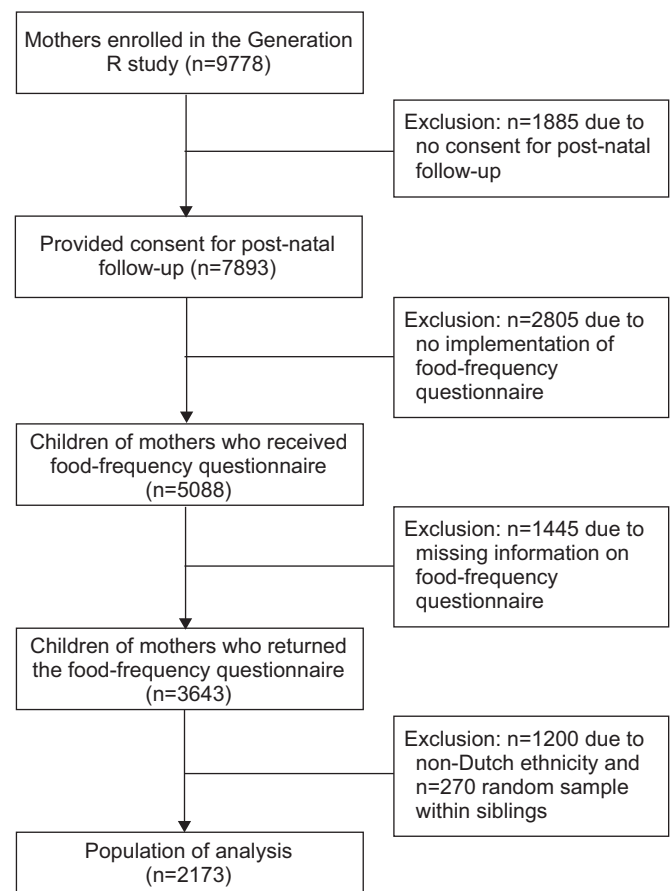 Mothers enrolled in the Generation
R study (n=9778)
Exclusion: n=1885 due to
no consent for post-natal
follow-up
Provided consent for post-natal
follow-up (n=7893)
Exclusion: n=2805 due to
no implementation of
food-frequency
questionnaire
Children of mothers who received
food-frequency questionnaire
(n=5088)
Exclusion: n=1445 due to
missing information on
food-frequency
questionnaire
Children of mothers who returned
the food-frequency questionnaire
(n=3643)
Exclusion: n=1200 due to
non-Dutch ethnicity and
n=270 random sample
within siblings
Population of analysis
(n=2173)